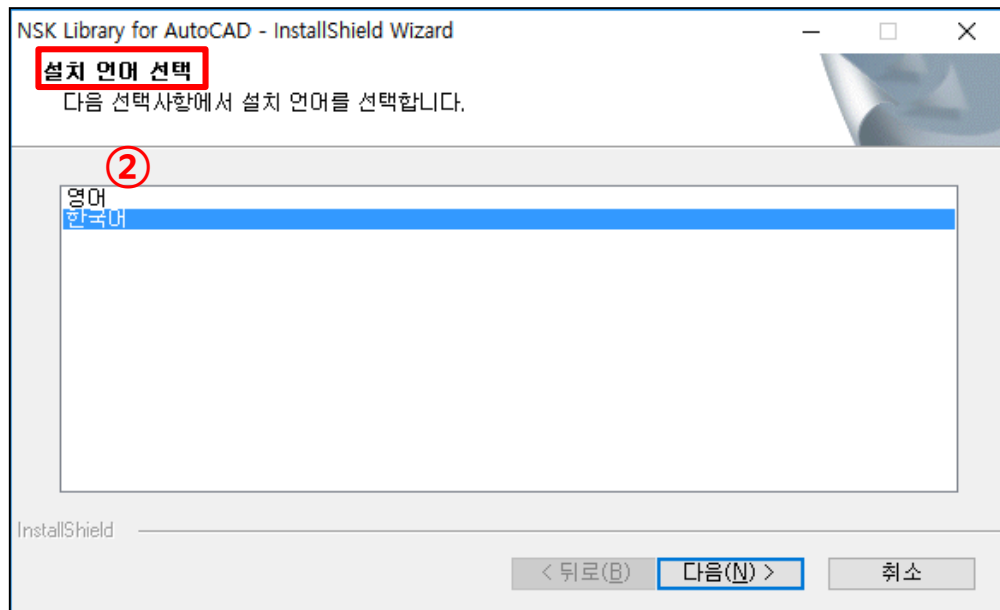 NSK Library for AutoCAD - InstallShield Wizard
설치 언어 선택
다음 선택사항에서 설치 언어를 선택합니다.
②
영어
한국어
InstallShield
< 뒤로(B) 다음(N) > 취소